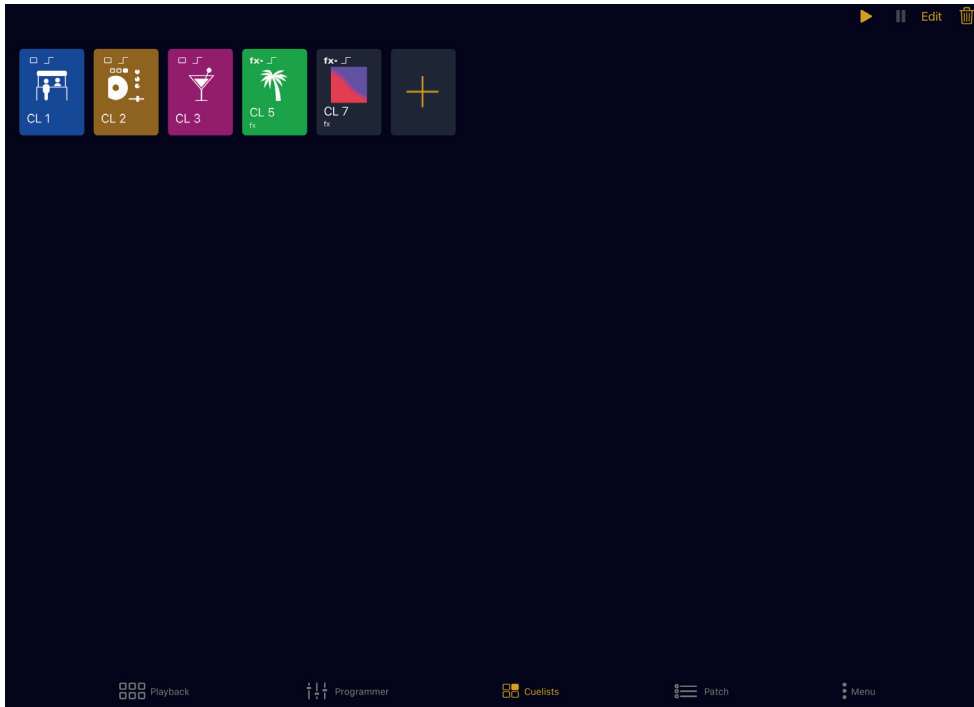 Edit
fx
fx
CL 1
CL 2
CL 3
CL 5
CL 7
fx
fx
Playback
Programmer
Cuelists
Patch
Menu